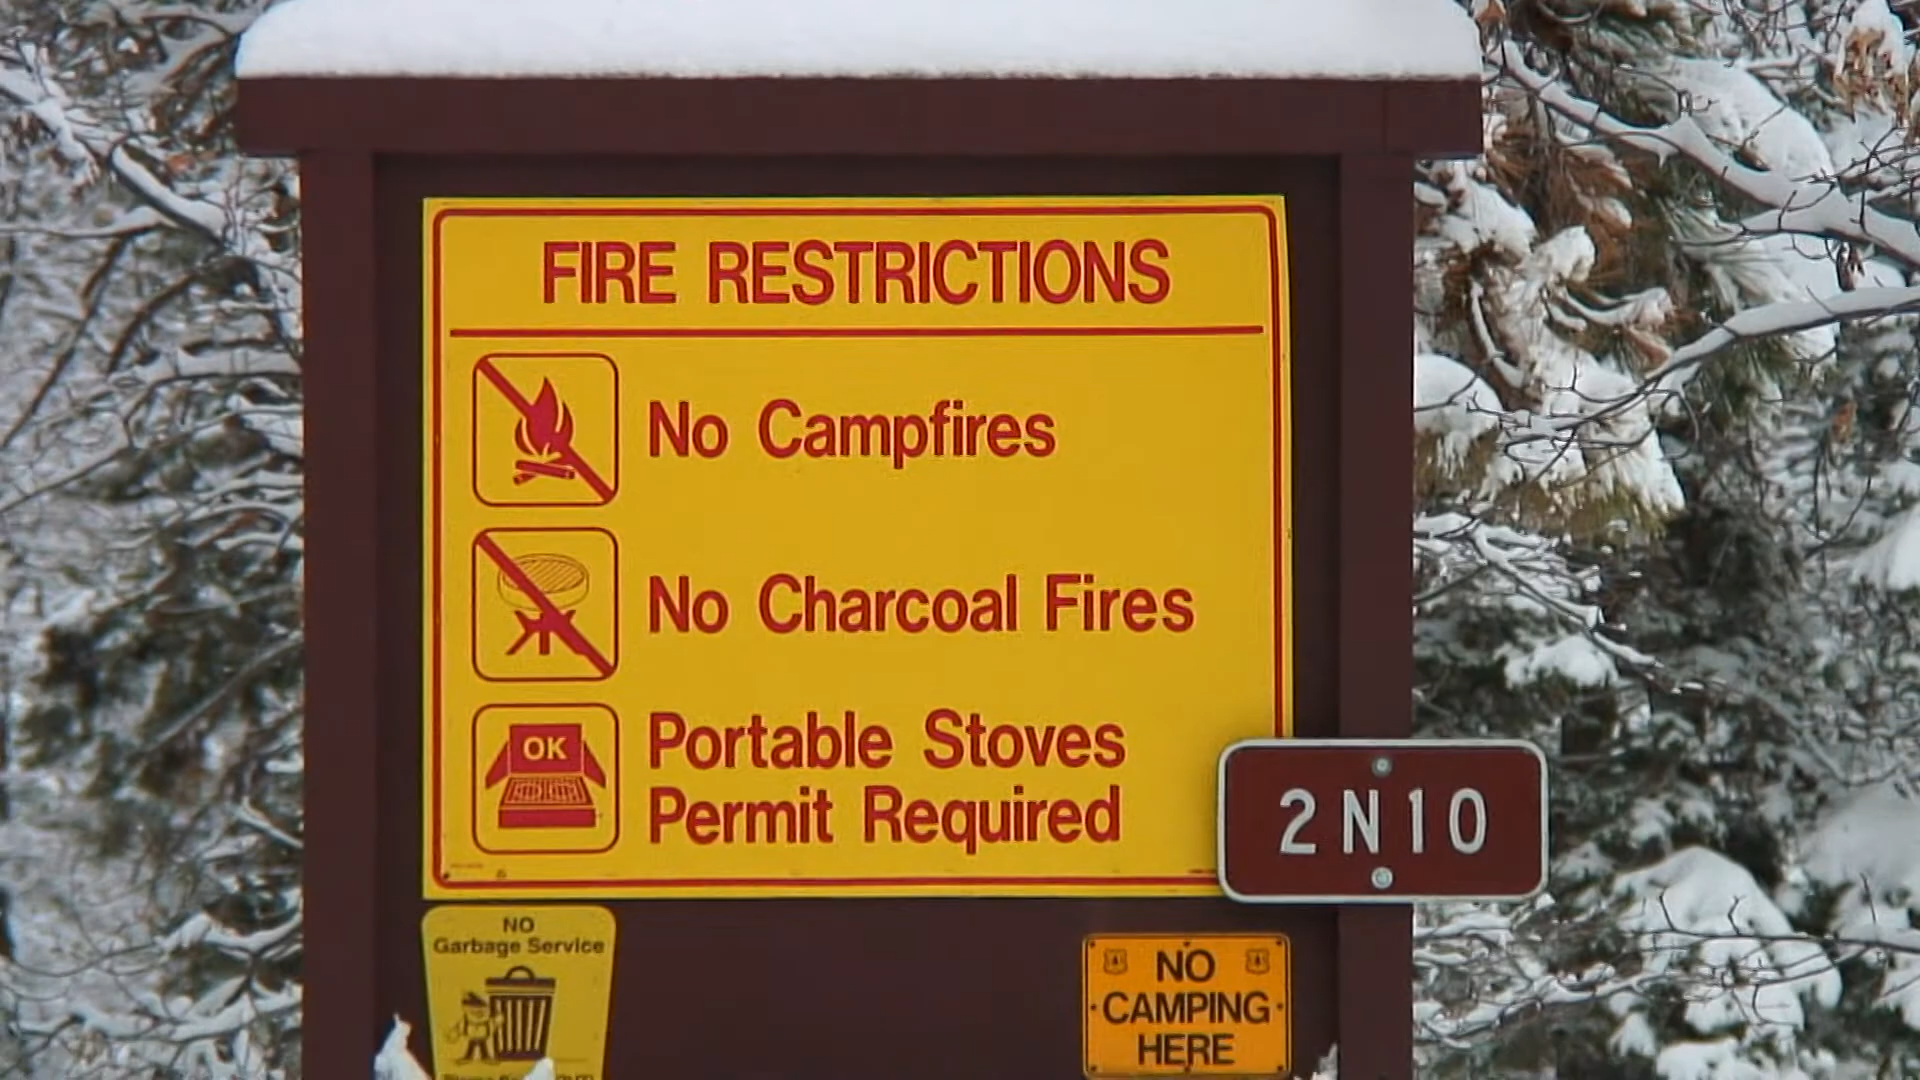 FIRE RESTRICTIONS
No Campfires
No Charcoal Fires
OK
Portable Stoves
Permit Required
2N10
NO
Garbage Service
NO
CAMPING
HERE